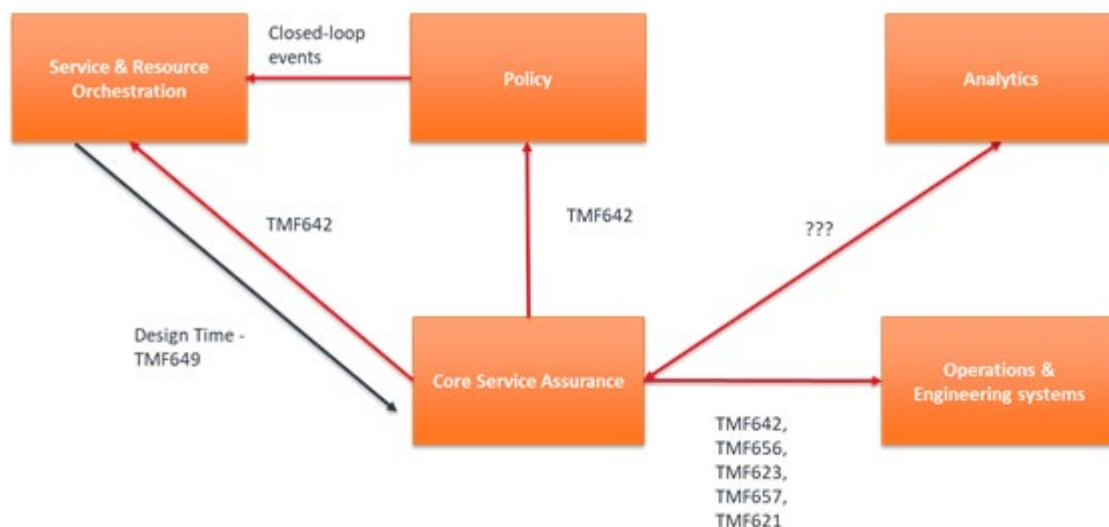 Closed-loop
events
Service & Resource
Orchestration
Policy
Analytics
TMF642
TMF642
???
Design Time -
TMF649
Core Service Assurance
Operations &
Engineering systems
TMF642,
TMF656,
TMF623,
TMF657,
TMF621